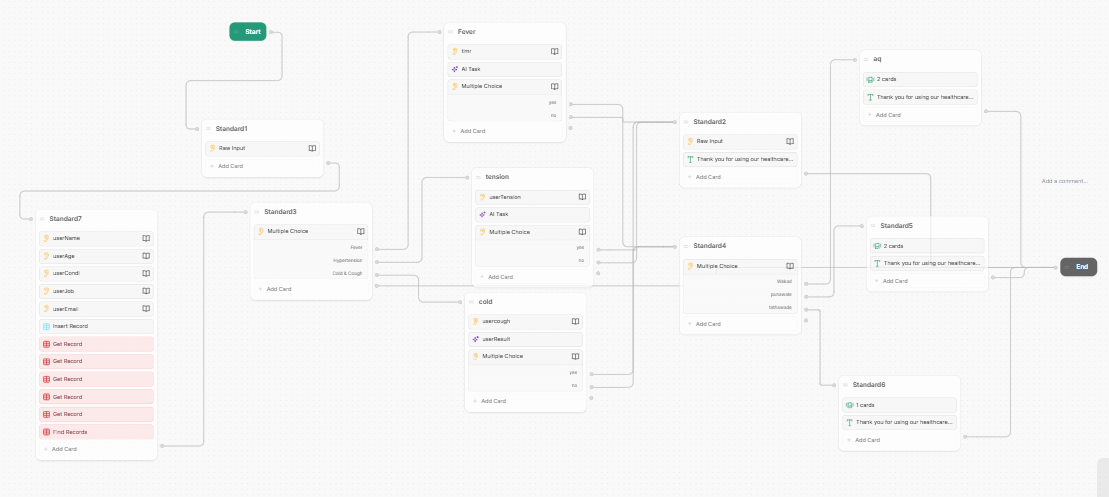 Start
Standard1
Raw Input
Add Card
Standard7
userName
userAge
userCondi
userJob
userEmail
Insert Record
Get Record
Get Record
Get Record
Get Record
Get Record
Find Records
Add Card
Standard3
Multiple Choice
Fever
Hypertension
Cold & Cough
Add Card
Fever
tmr
AI Task
Multiple Choice
yes
no
Add Card
tension
userTension
AI Task
Multiple Choice
yes
no
Add Card
cold
usercough
userResult
Multiple Choice
yes
no
Add Card
Standard2
Raw Input
Thank you for using our healthcare...
Add Card
Standard4
Multiple Choice
Wakad
punawale
tathawade
Add Card
aq
2 cards
Thank you for using our healthcare...
Add Card
Standard5
2 cards
Thank you for using our healthcare...
Add Card
Standard6
1 cards
Thank you for using our healthcare...
Add Card
Add a comment...
End